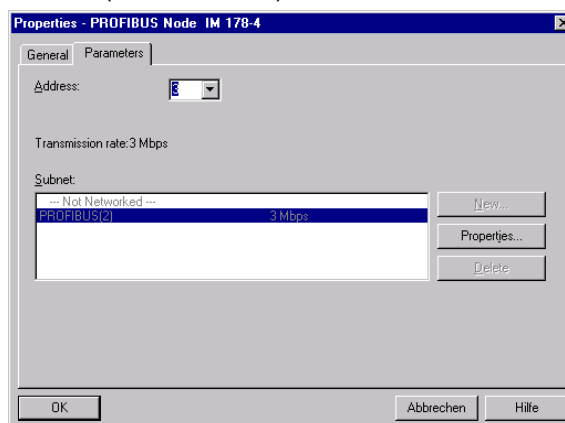 Properties - PROFIBUS Node IM 178-4
General Parameters
Address: 3
Transmission rate:3 Mbps
Subnet:
--- Not Networked ---
PROFIBUS(2) 3 Mbps
New...
Properties...
Delete
OK Abbrechen Hilfe